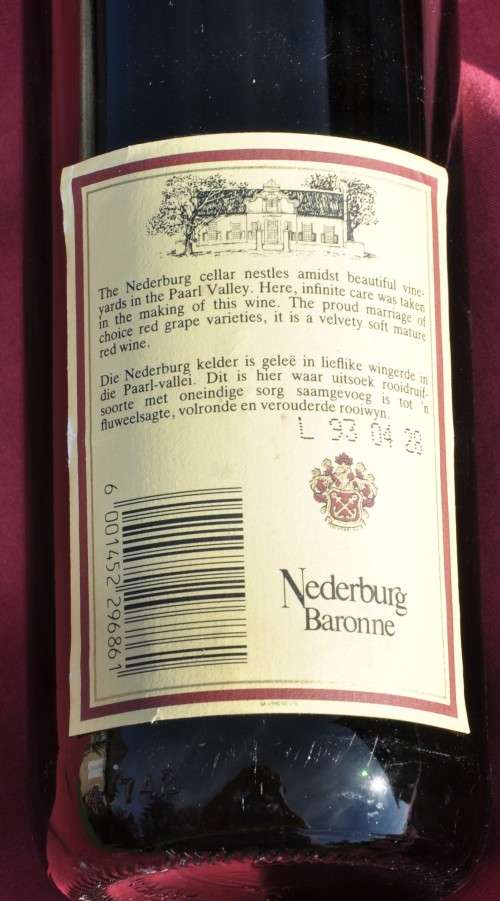 The Nederburg cellar nestles amidst beautiful vine-
yards in the Paarl Valley. Here, infinite care was taken
in the making of this wine. The proud marriage of
choice red grape varieties, it is a velvety soft mature
red wine.
Die Nederburg kelder is geleë in lieflike wingerde in
die Paarl-vallei. Dit is hier waar uitsoek rooidruif-
soorte met oneindige sorg saamgevoeg is tot 'n
fluweelsagte, volronde en verouderde rooiwyn.
L 93 04 28
6 001452 296861
Nederburg
Baronne